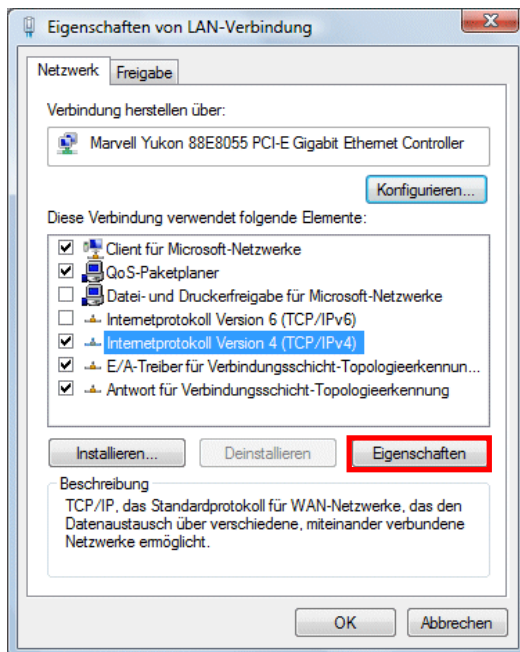 Eigenschaften von LAN-Verbindung
Netzwerk
Freigabe
Verbindung herstellen über:
Marvell Yukon 88E8055 PCI-E Gigabit Ethernet Controller
Konfigurieren...
Diese Verbindung verwendet folgende Elemente:
Client für Microsoft-Netzwerke
QoS-Paketplaner
Datei- und Druckerfreigabe für Microsoft-Netzwerke
Internetprotokoll Version 6 (TCP/IPv6)
Internetprotokoll Version 4 (TCP/IPv4)
E/A-Treiber für Verbindungsschicht-Topologieerkennun...
Antwort für Verbindungsschicht-Topologieerkennung
Installieren...
Deinstallieren
Eigenschaften
Beschreibung
TCP/IP, das Standardprotokoll für WAN-Netzwerke, das den
Datenaustausch über verschiedene, miteinander verbundene
Netzwerke ermöglicht.
OK
Abbrechen